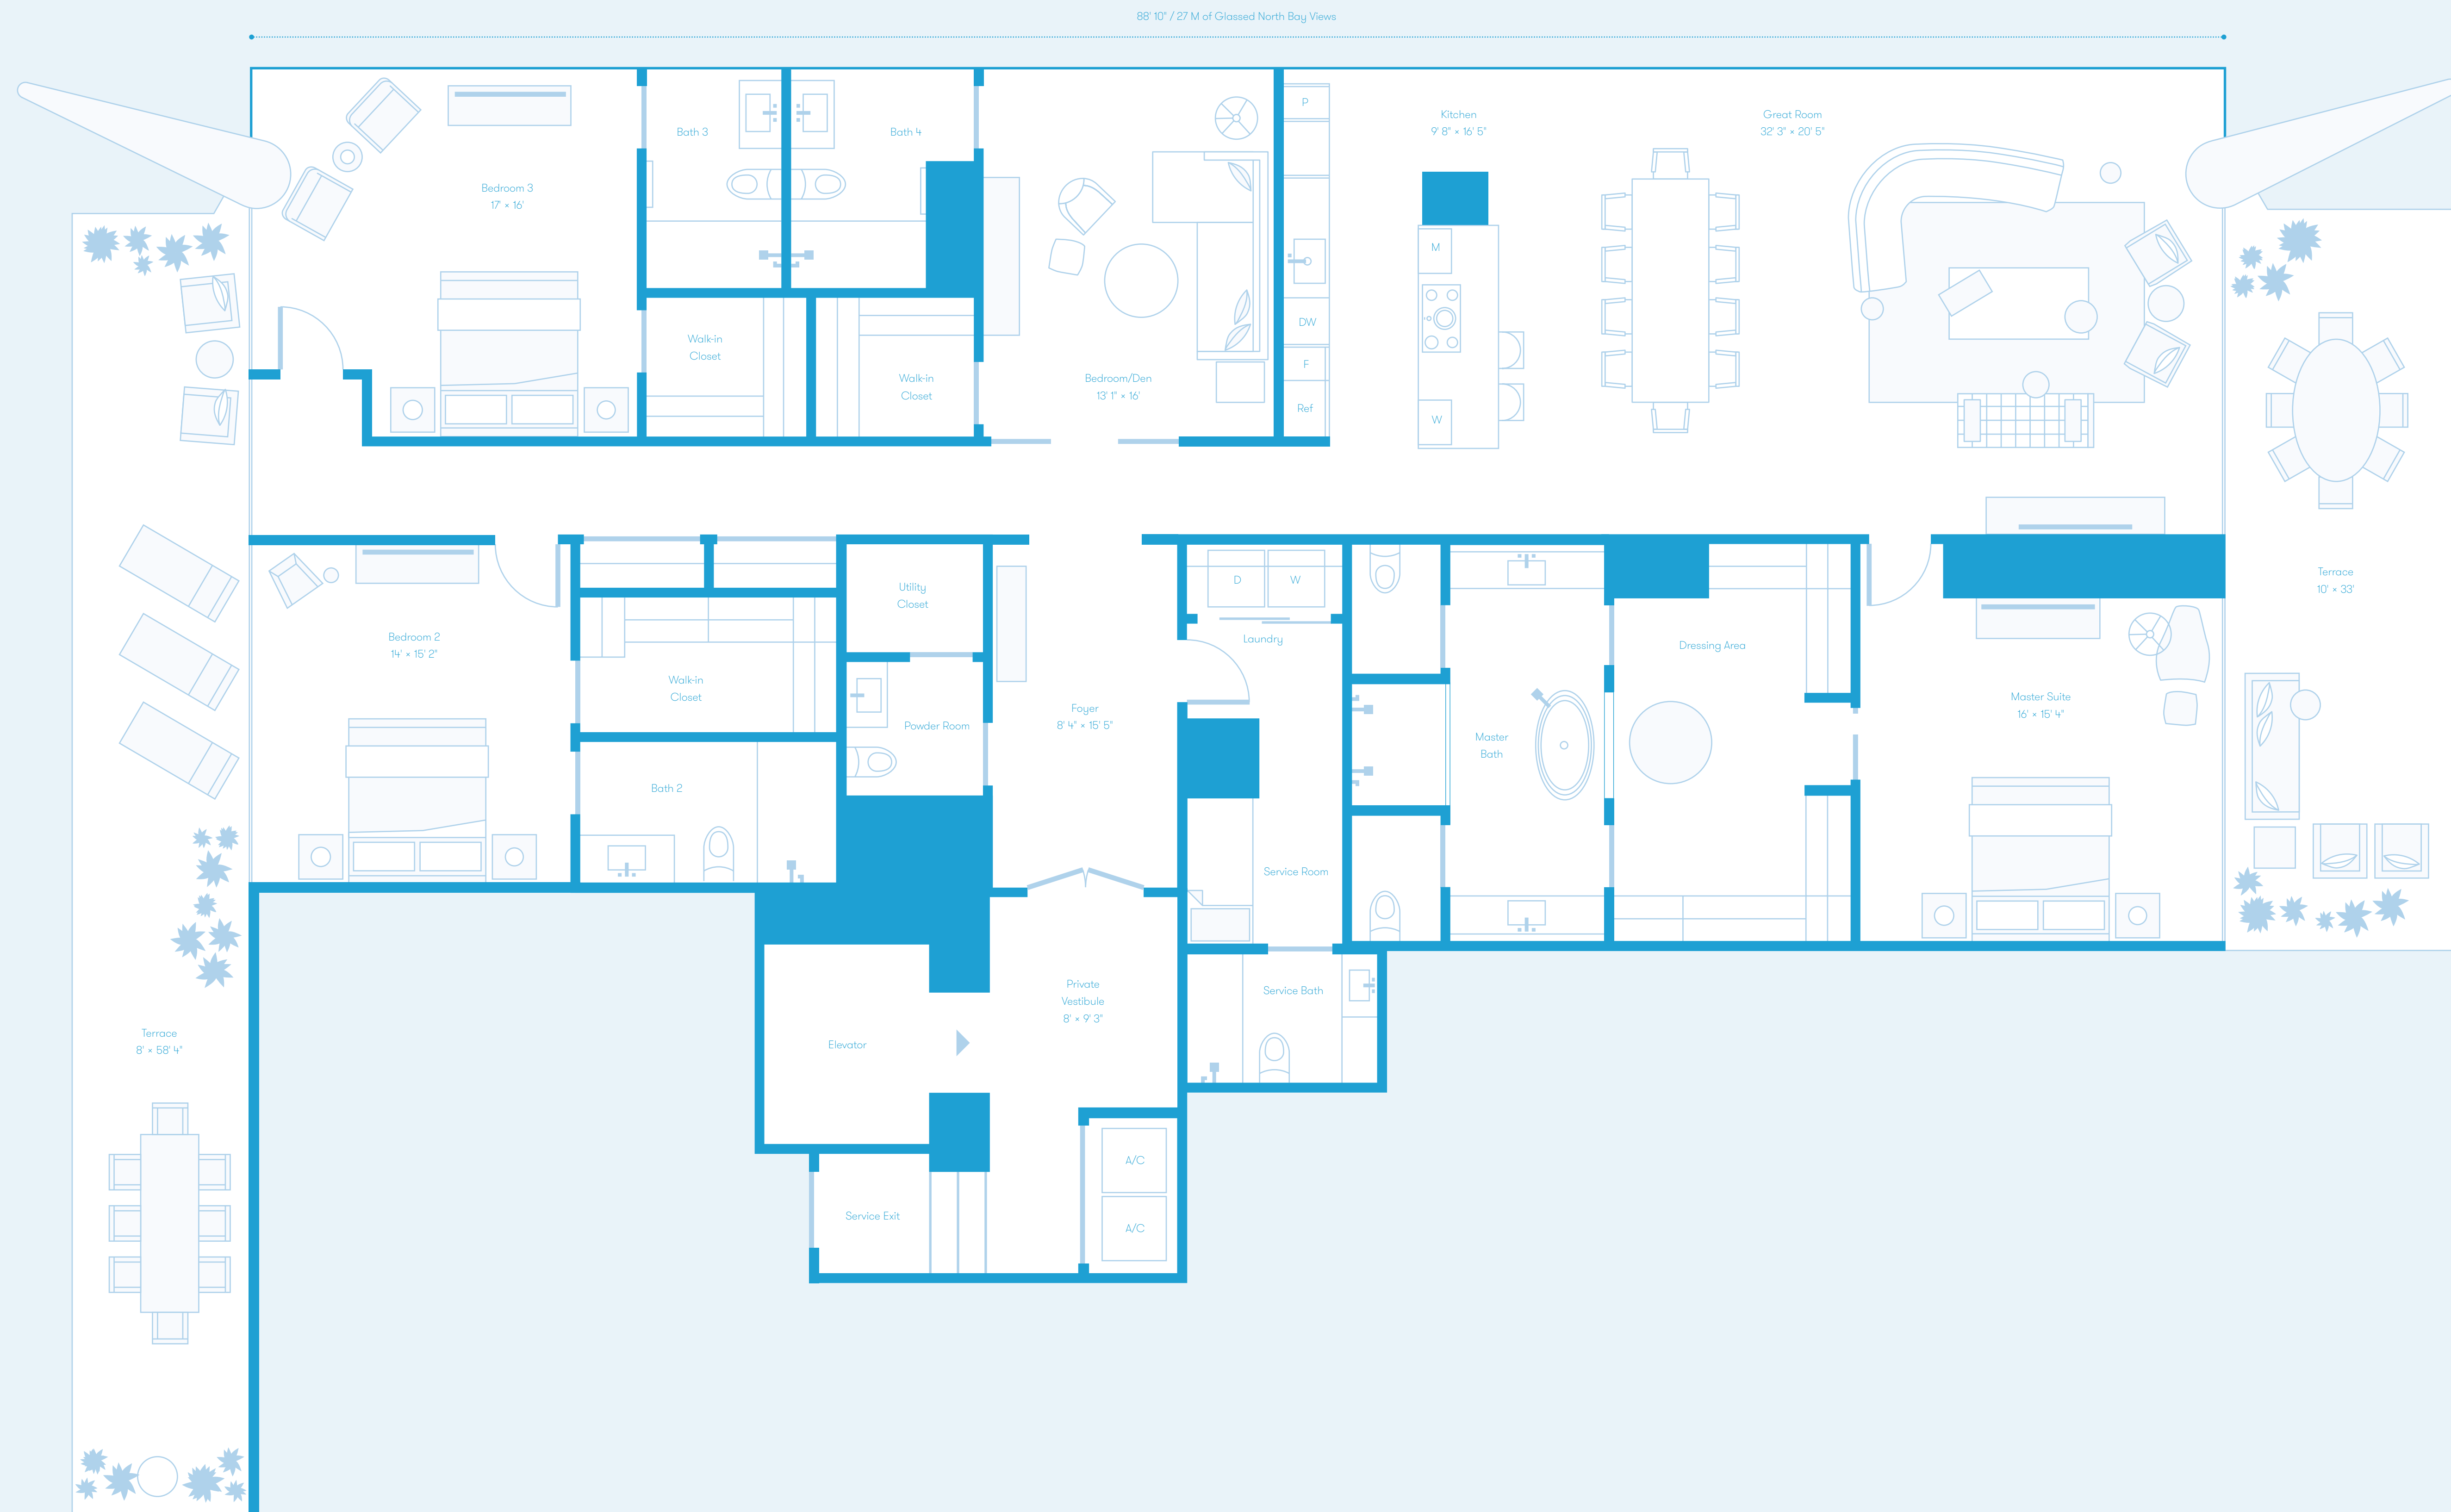 88' 10" / 27 M of Glassed North Bay Views
Bedroom 3
17' × 16'
Bath 3
Bath 4
Walk-in
Closet
Walk-in
Closet
Bedroom/Den
13' 1" × 16'
P
DW
F
Ref
Kitchen
9' 8" × 16' 5"
M
W
Great Room
32' 3" × 20' 5"
Terrace
10' × 33'
Bedroom 2
14' × 15' 2"
Walk-in
Closet
Bath 2
Utility
Closet
Powder Room
Foyer
8' 4" × 15' 5"
D
W
Laundry
Service Room
Master
Bath
Dressing Area
Master Suite
16' × 15' 4"
Terrace
8' × 58' 4"
Elevator
Private
Vestibule
8' × 9' 3"
Service Bath
Service Exit
A/C
A/C